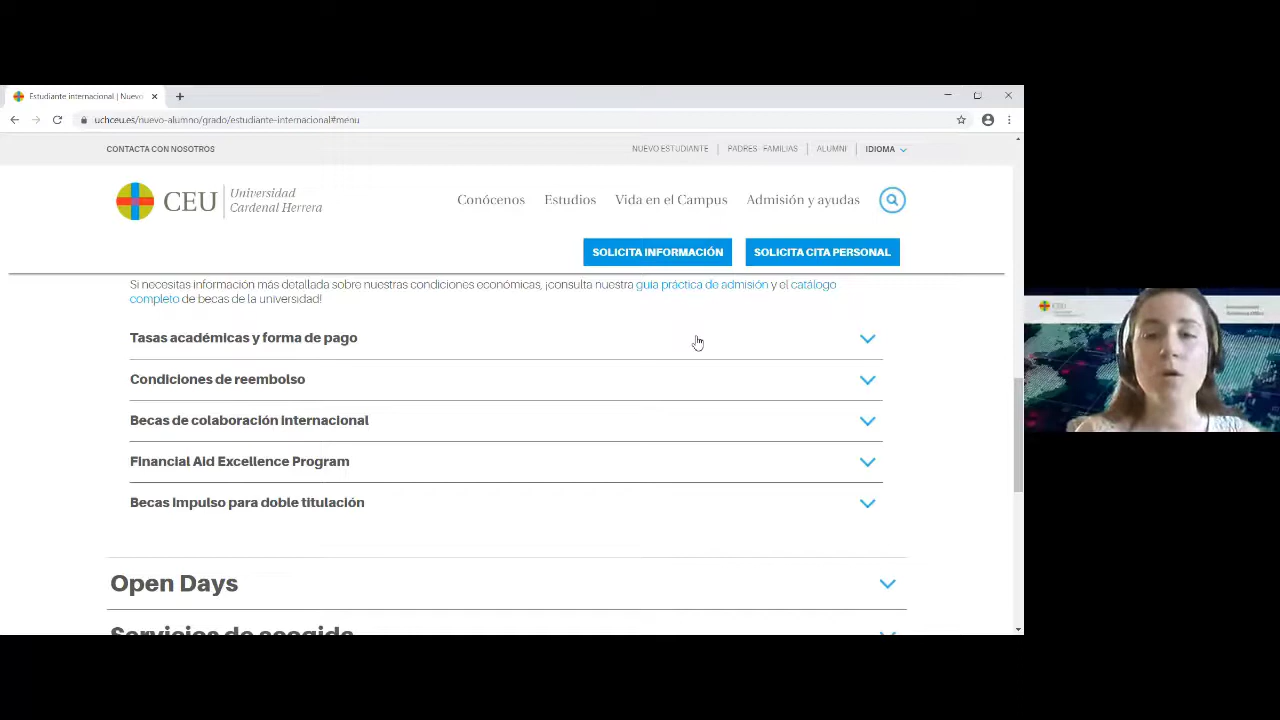 Estudiante internacional | Nuevo
uchceu.es/nuevo-alumno/grado/estudiante-internacional#menu
CONTACTA CON NOSOTROS
NUEVO ESTUDIANTE | PADRES- FAMILIAS | ALUMNI | IDIOMA
CEU | Universidad
Cardenal Herrera
Conócenos Estudios Vida en el Campus Admisión y ayudas
SOLICITA INFORMACIÓN SOLICITA CITA PERSONAL
Si necesitas información más detallada sobre nuestras condiciones económicas, ¡consulta nuestra guía práctica de admisión y el catálogo
completo de becas de la universidad!
Tasas académicas y forma de pago
Condiciones de reembolso
Becas de colaboración internacional
Financial Aid Excellence Program
Becas Impulso para doble titulación
Open Days
Servicios de acogida
CEU